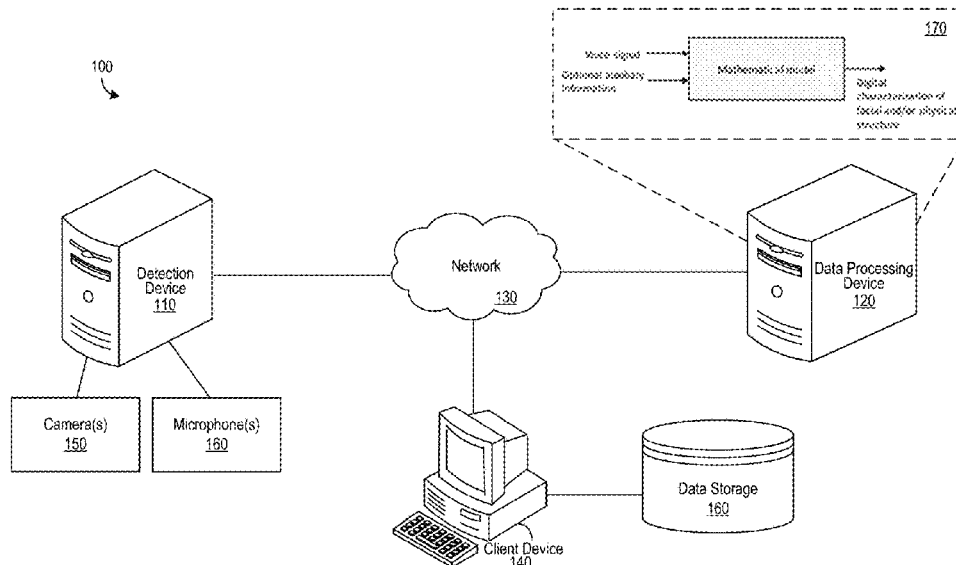 170
100
Voice signal
Mathematical model
Optional auxiliary
information
Digital
characterization of
facial and/or physical
structure
Detection
Device
110
Network
130
Data Processing
Device
120
Camera(s)
150
Microphone(s)
160
Data Storage
160
Client Device
140